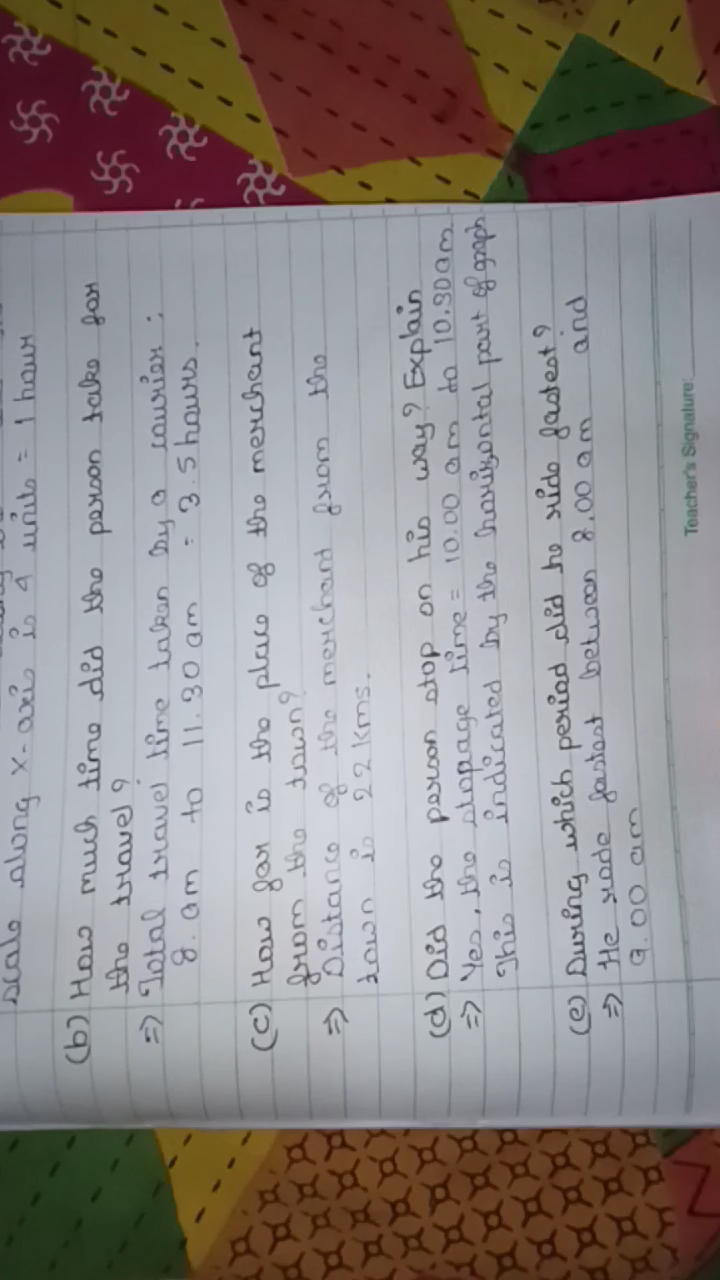 scale along x-axis is 4 units = 1 hour
(b) How much time did the person take for
the travel?
⇒ Total travel time taken by a courier:
8. am to 11.30 am = 3.5 hours.
(c) How far is the place of the merchant
from the town?
⇒ Distance of the merchant from the
town is 22 kms.
(d) Did the person stop on his way? Explain
⇒ Yes, the stopage time = 10.00 am to 10.30 am.
This is indicated by the horizontal part of graph
(e) During which period did he ride fastest?
⇒ He rode fastest between 8.00 am and
9.00 am
Teacher's Signature: